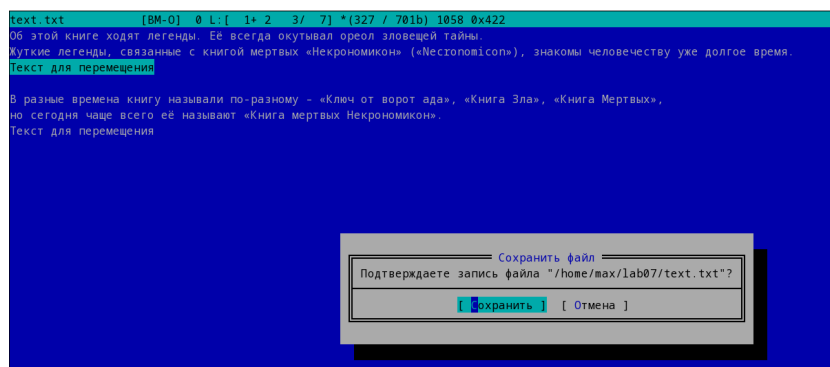 text.txt [BM-O] 0 L:[ 1+ 2 3/ 7] *(327 / 701b) 1058 0x422
Об этой книге ходят легенды. Её всегда окутывал ореол зловещей тайны.
Жуткие легенды, связанные с книгой мертвых «Некрономикон» («Necronomicon»), знакомы человечеству уже долгое время.
Текст для перемещения
В разные времена книгу называли по-разному – «Ключ от ворот ада», «Книга Зла», «Книга Мертвых»,
но сегодня чаще всего её называют «Книга мертвых Некрономикон».
Текст для перемещения
Сохранить файл
Подтверждаете запись файла "/home/max/lab07/text.txt"?
[ Сохранить ] [ Отмена ]